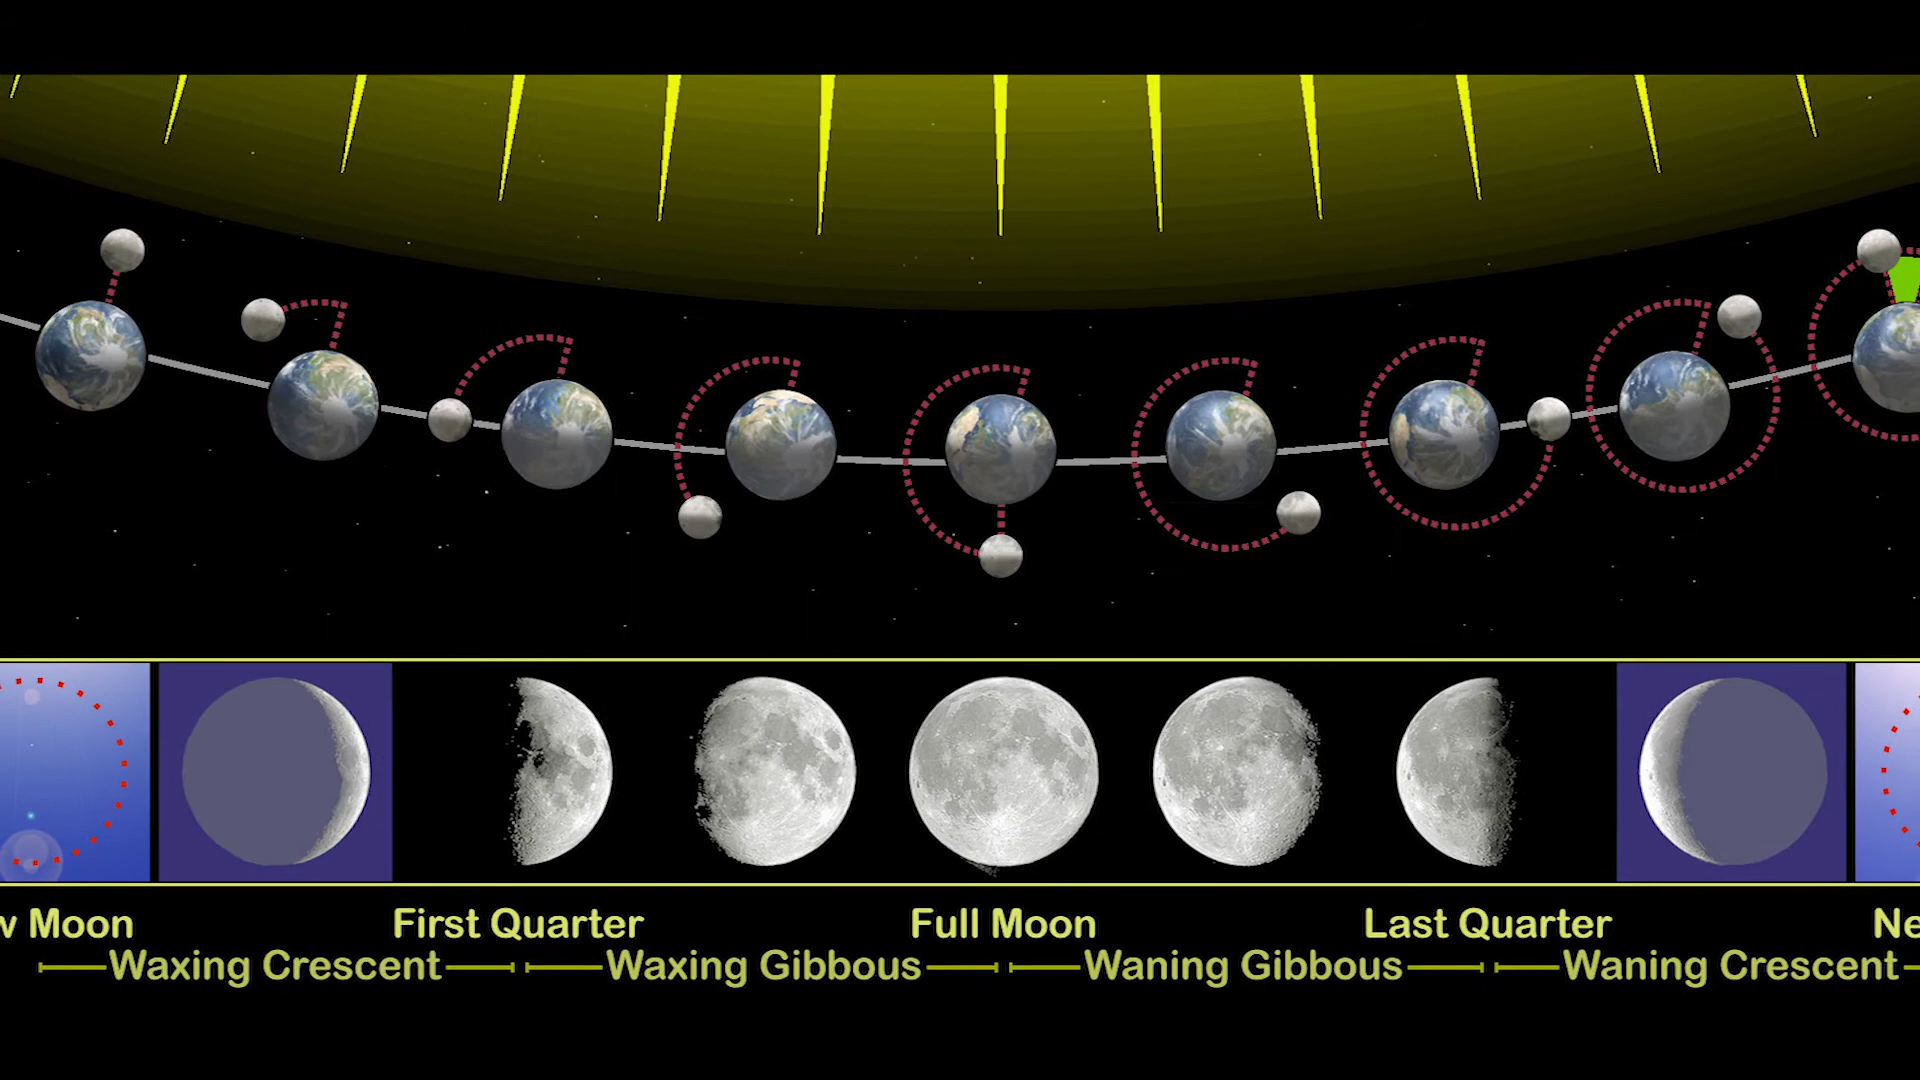 w Moon First Quarter Full Moon Last Quarter Ne
Waxing Crescent Waxing Gibbous Waning Gibbous Waning Crescent